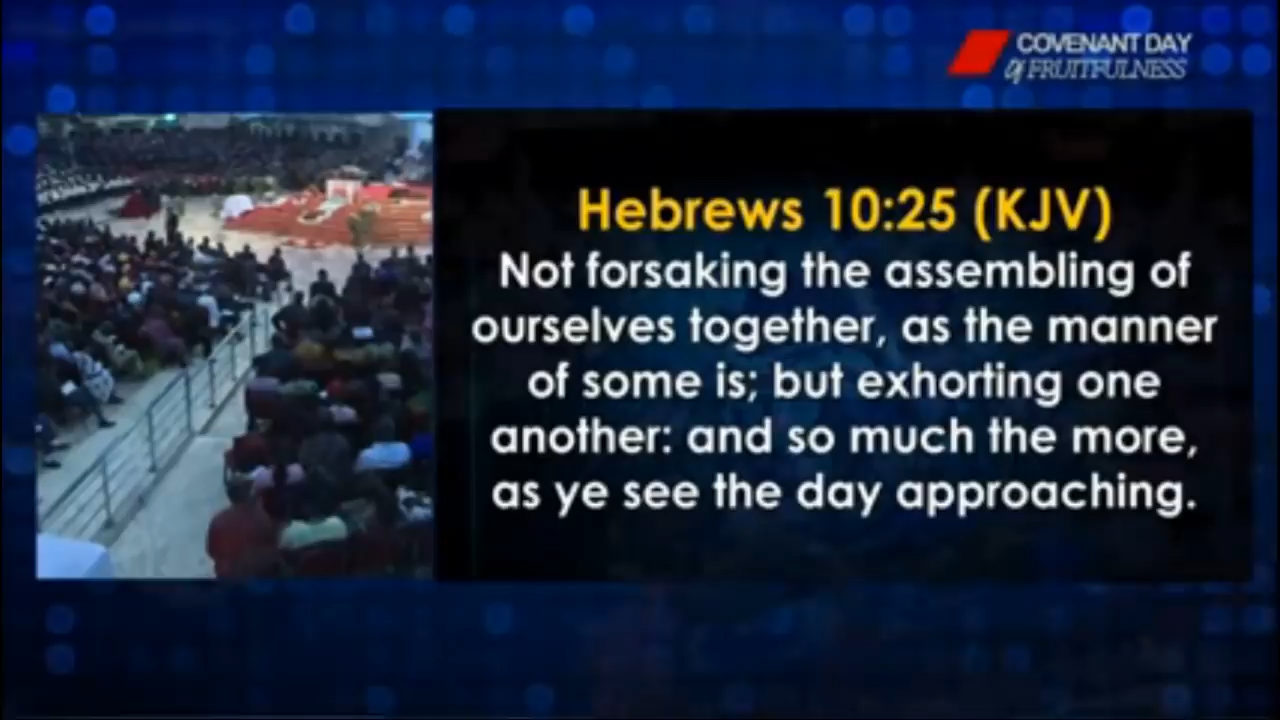 COVENANT DAY
Of FRUITFULNESS
Hebrews 10:25 (KJV)
Not forsaking the assembling of
ourselves together, as the manner
of some is; but exhorting one
another: and so much the more,
as ye see the day approaching.